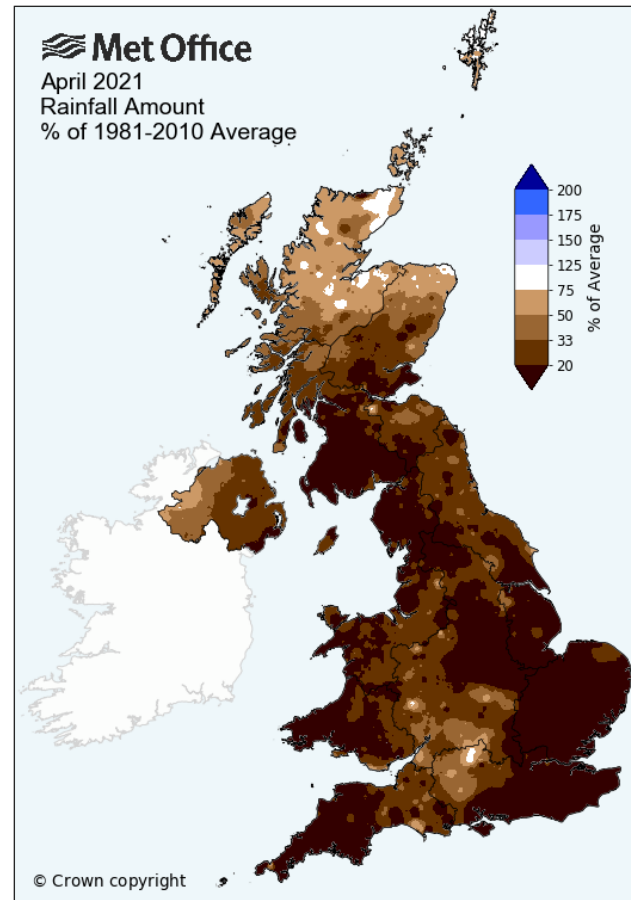 Met Office
April 2021
Rainfall Amount
% of 1981-2010 Average
200
175
150
125
75
50
33
20
% of Average
© Crown copyright